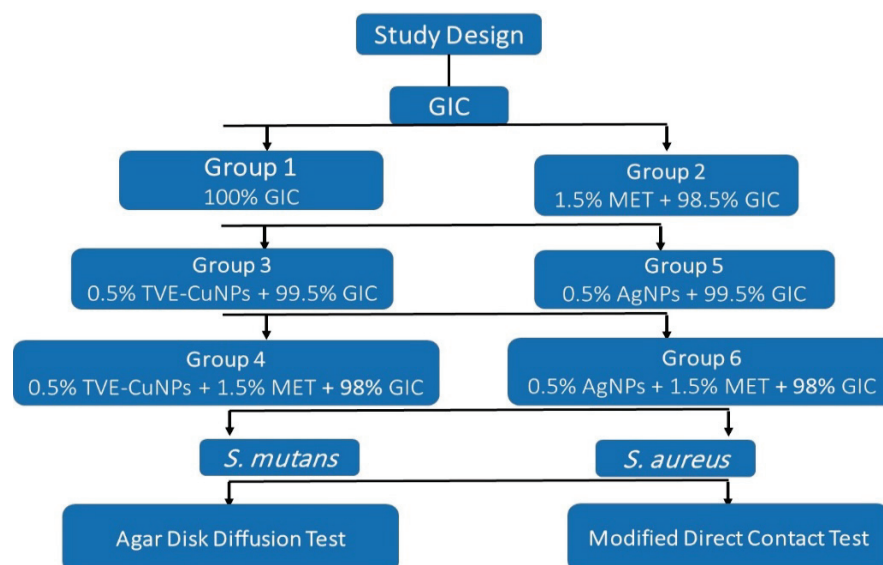 Study Design
GIC
Group 1
100% GIC
Group 2
1.5% MET + 98.5% GIC
Group 3
0.5% TVE-CuNPs + 99.5% GIC
Group 5
0.5% AgNPs + 99.5% GIC
Group 4
0.5% TVE-CuNPs + 1.5% MET + 98% GIC
Group 6
0.5% AgNPs + 1.5% MET + 98% GIC
S. mutans
S. aureus
Agar Disk Diffusion Test
Modified Direct Contact Test